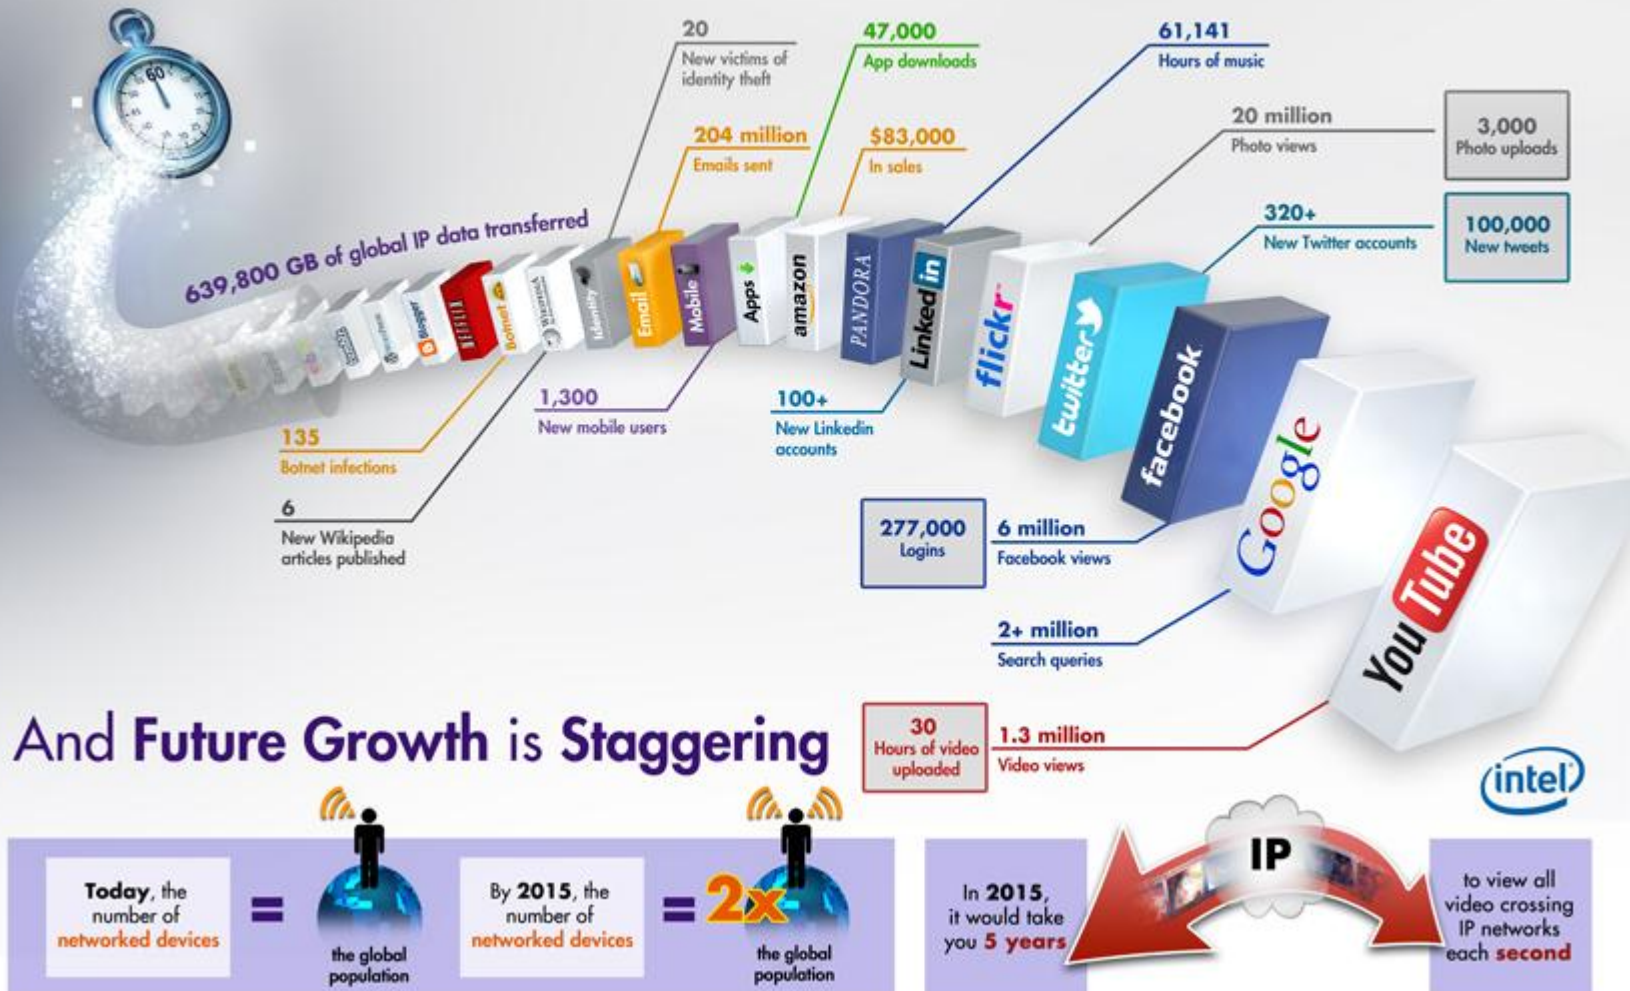 60
20
New victims of
identity theft
47,000
App downloads
61,141
Hours of music
204 million
Emails sent
$83,000
In sales
20 million
Photo views
3,000
Photo uploads
320+
New Twitter accounts
100,000
New tweets
639,800 GB of global IP data transferred
Blogger
NETFLIX
Botnet
WIKIPEDIA
Identity
Email
Mobile
Apps
amazon
PANDORA
Linked in
flickr
twitter
facebook
Google
You Tube
135
Botnet infections
6
New Wikipedia
articles published
1,300
New mobile users
100+
New Linkedin
accounts
277,000
Logins
6 million
Facebook views
2+ million
Search queries
30
Hours of video
uploaded
1.3 million
Video views
And Future Growth is Staggering
intel
Today, the
number of
networked devices
=
the global
population
By 2015, the
number of
networked devices
= 2x
the global
population
In 2015,
it would take
you 5 years
IP
to view all
video crossing
IP networks
each second